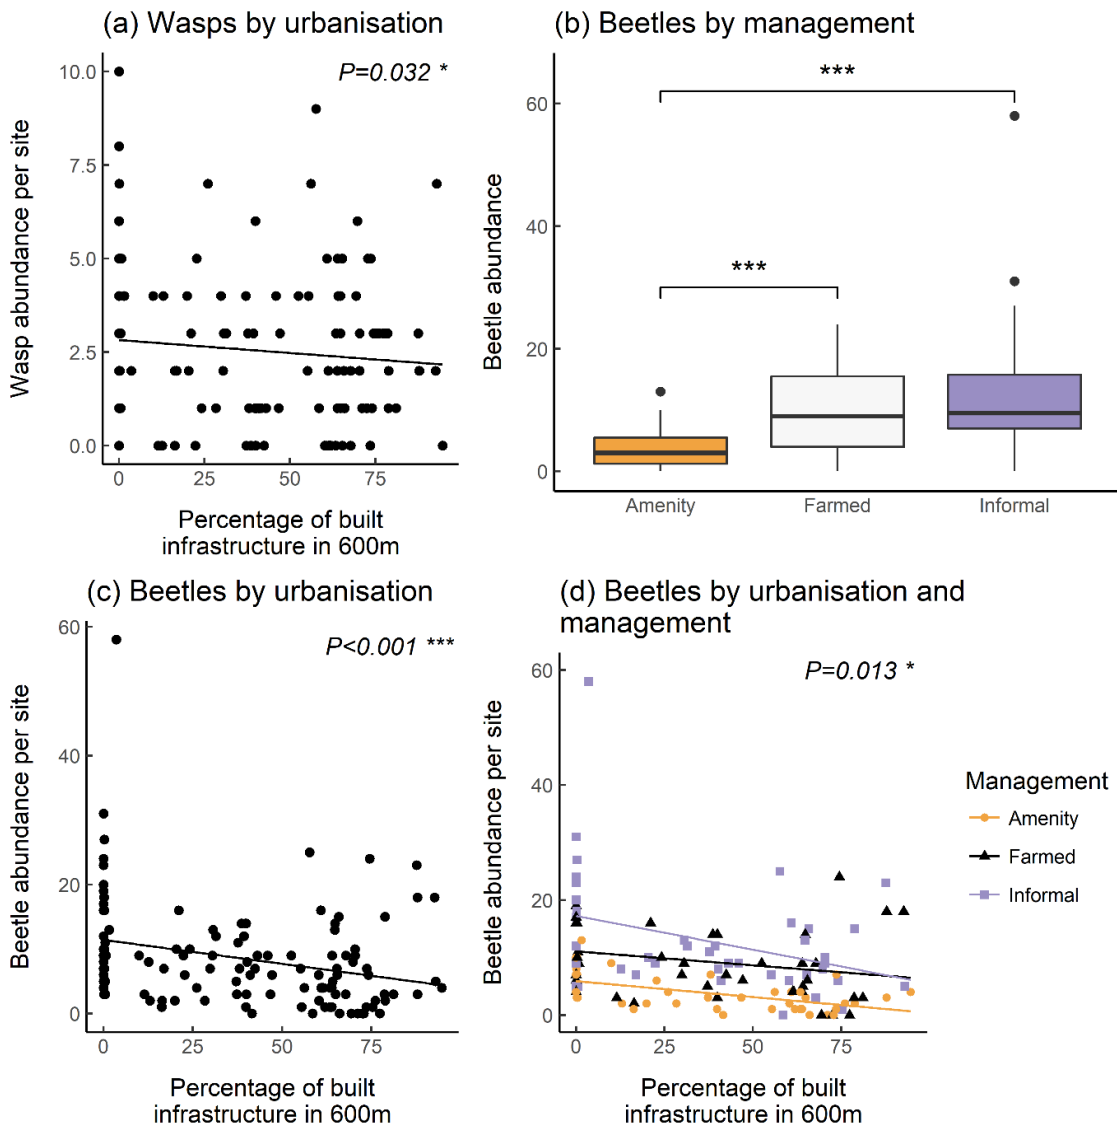 (a) Wasps by urbanisation
P=0.032 *
Wasp abundance per site
10.0
7.5
5.0
2.5
0.0
0 25 50 75
Percentage of built
infrastructure in 600m
(b) Beetles by management
***
***
Beetle abundance
60
40
20
0
Amenity Farmed Informal
(c) Beetles by urbanisation
P<0.001 ***
Beetle abundance per site
60
40
20
0
0 25 50 75
Percentage of built
infrastructure in 600m
(d) Beetles by urbanisation and
management
P=0.013 *
Beetle abundance per site
60
40
20
0
0 25 50 75
Percentage of built
infrastructure in 600m
Management
Amenity
Farmed
Informal